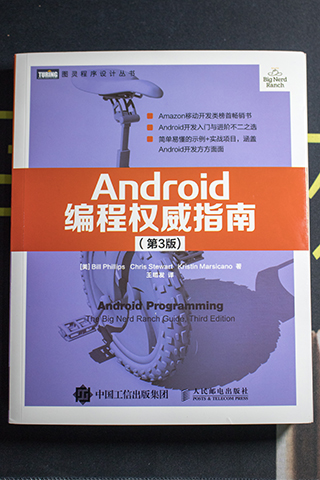 TURING 图灵程序设计丛书
Big Nerd
Ranch
Amazon移动开发类榜首畅销书
Android开发入门与进阶不二之选
简单易懂的示例+实战项目，涵盖
Android开发方方面面
Android
编程权威指南
（第3版）
[美] Bill Phillips Chris Stewart Kristin Marsicano 著
王明发 译
Android Programming
The Big Nerd Ranch Guide, Third Edition
中国工信出版集团
人民邮电出版社
POSTS & TELECOM PRESS